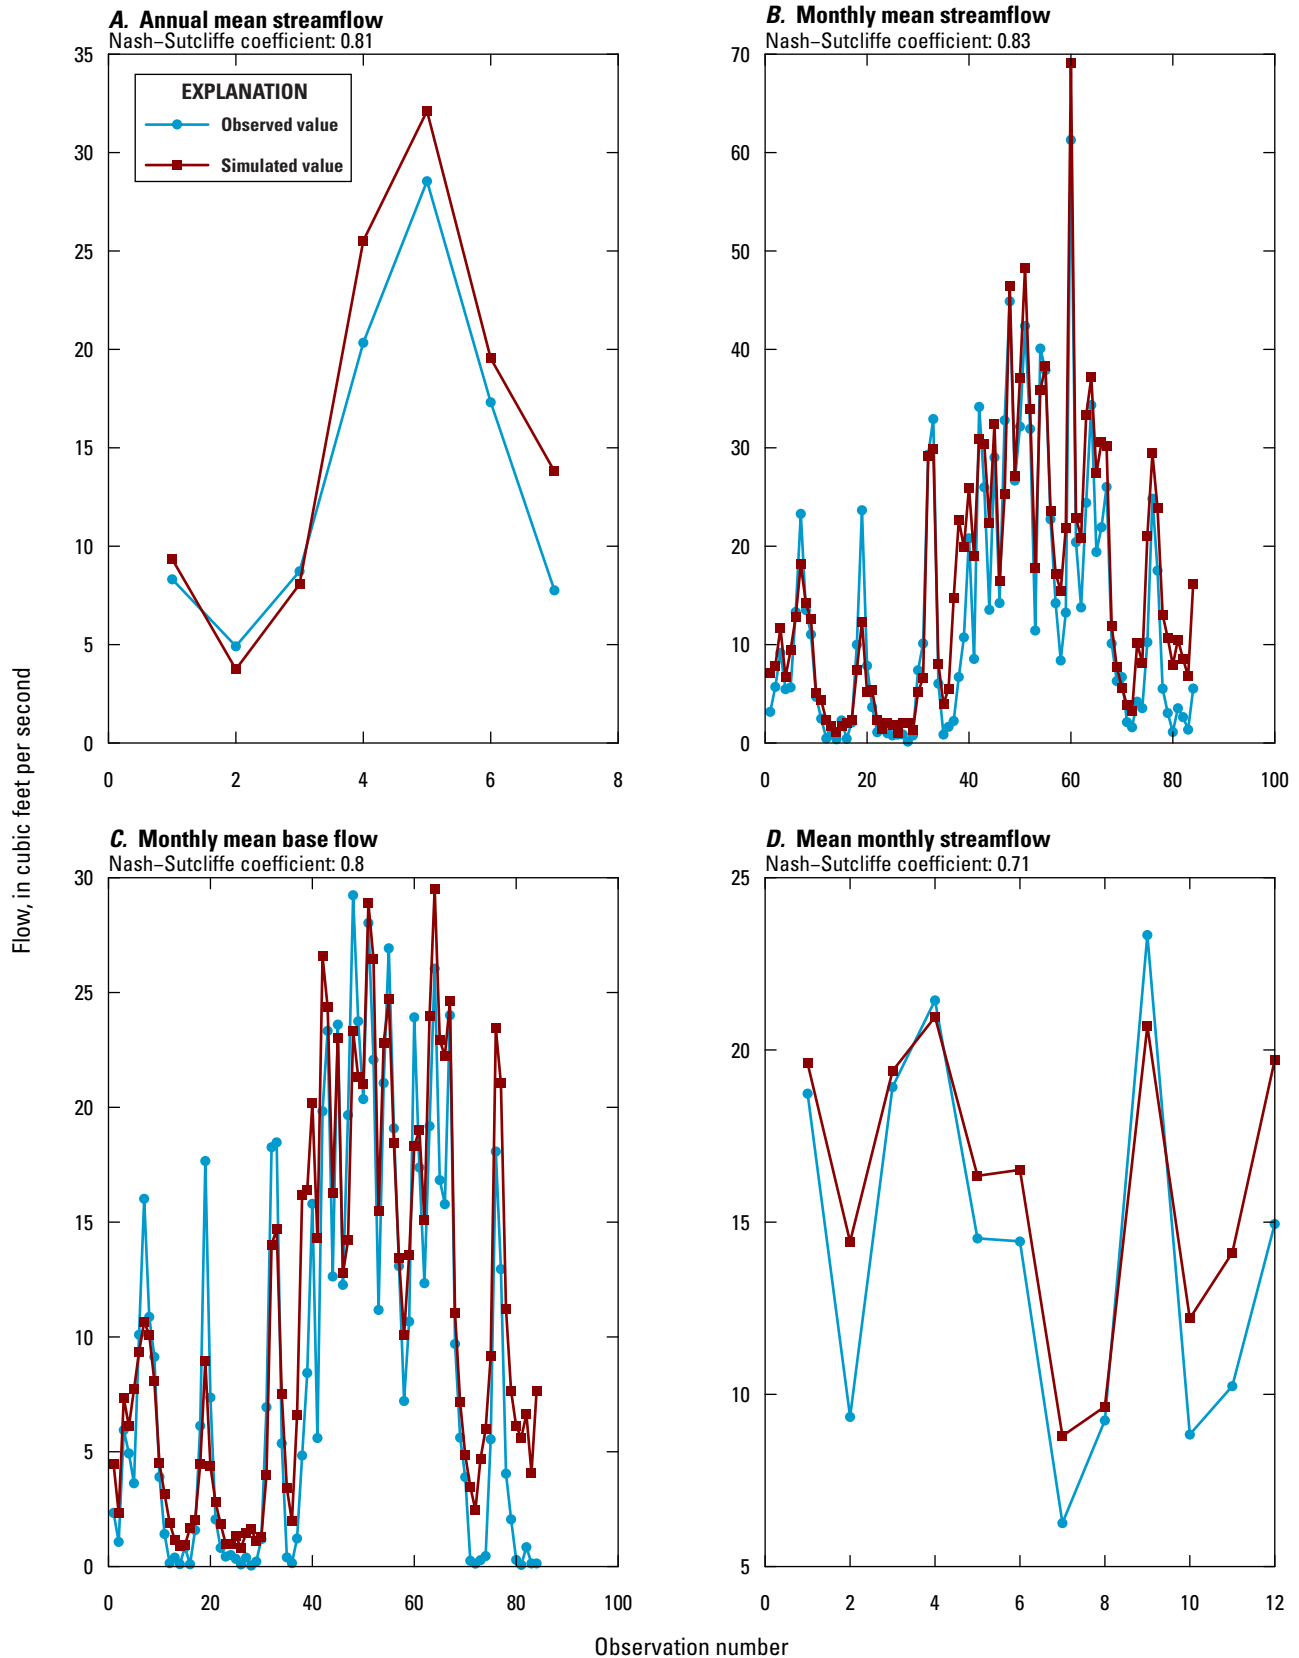 A. Annual mean streamflow
Nash–Sutcliffe coefficient: 0.81
35
30
25
20
15
10
5
0
0 2 4 6 8
EXPLANATION
Observed value
Simulated value
B. Monthly mean streamflow
Nash–Sutcliffe coefficient: 0.83
70
60
50
40
30
20
10
0
0 20 40 60 80 100
Flow, in cubic feet per second
C. Monthly mean base flow
Nash–Sutcliffe coefficient: 0.8
30
25
20
15
10
5
0
0 20 40 60 80 100
D. Mean monthly streamflow
Nash–Sutcliffe coefficient: 0.71
25
20
15
10
5
0 2 4 6 8 10 12
Observation number